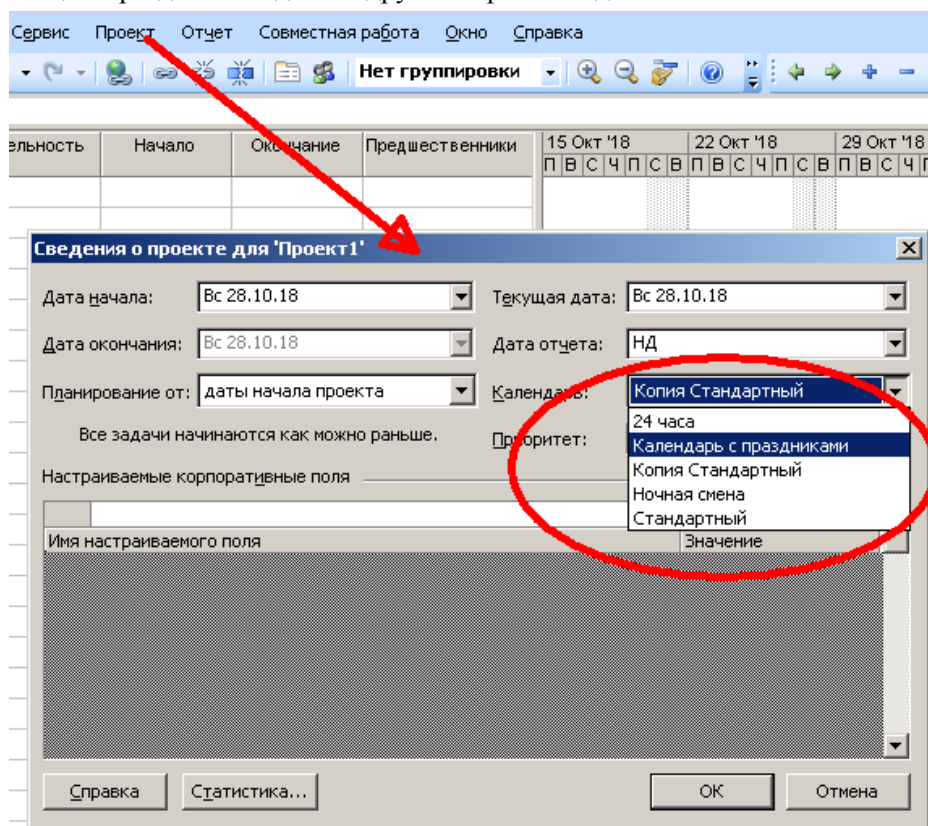 Сервис Проект Отчет Совместная работа Окно Справка
Нет группировки
Начало Окончание Предшественники 15 Окт '18 22 Окт '18 29 Окт '18
П В С Ч П С В П В С Ч П С В П В С Ч
Сведения о проекте для 'Проект1'
Дата начала: Вс 28.10.18 Текущая дата: Вс 28.10.18
Дата окончания: Вс 28.10.18 Дата отчета: НД
Планирование от: даты начала проекта Календарь: Копия Стандартный
24 часа
Все задачи начинаются как можно раньше. Приоритет:
Календарь с праздниками
Копия Стандартный
Настраиваемые корпоративные поля
Ночная смена
Стандартный
Имя настраиваемого поля Значение
Справка Статистика... ОК Отмена